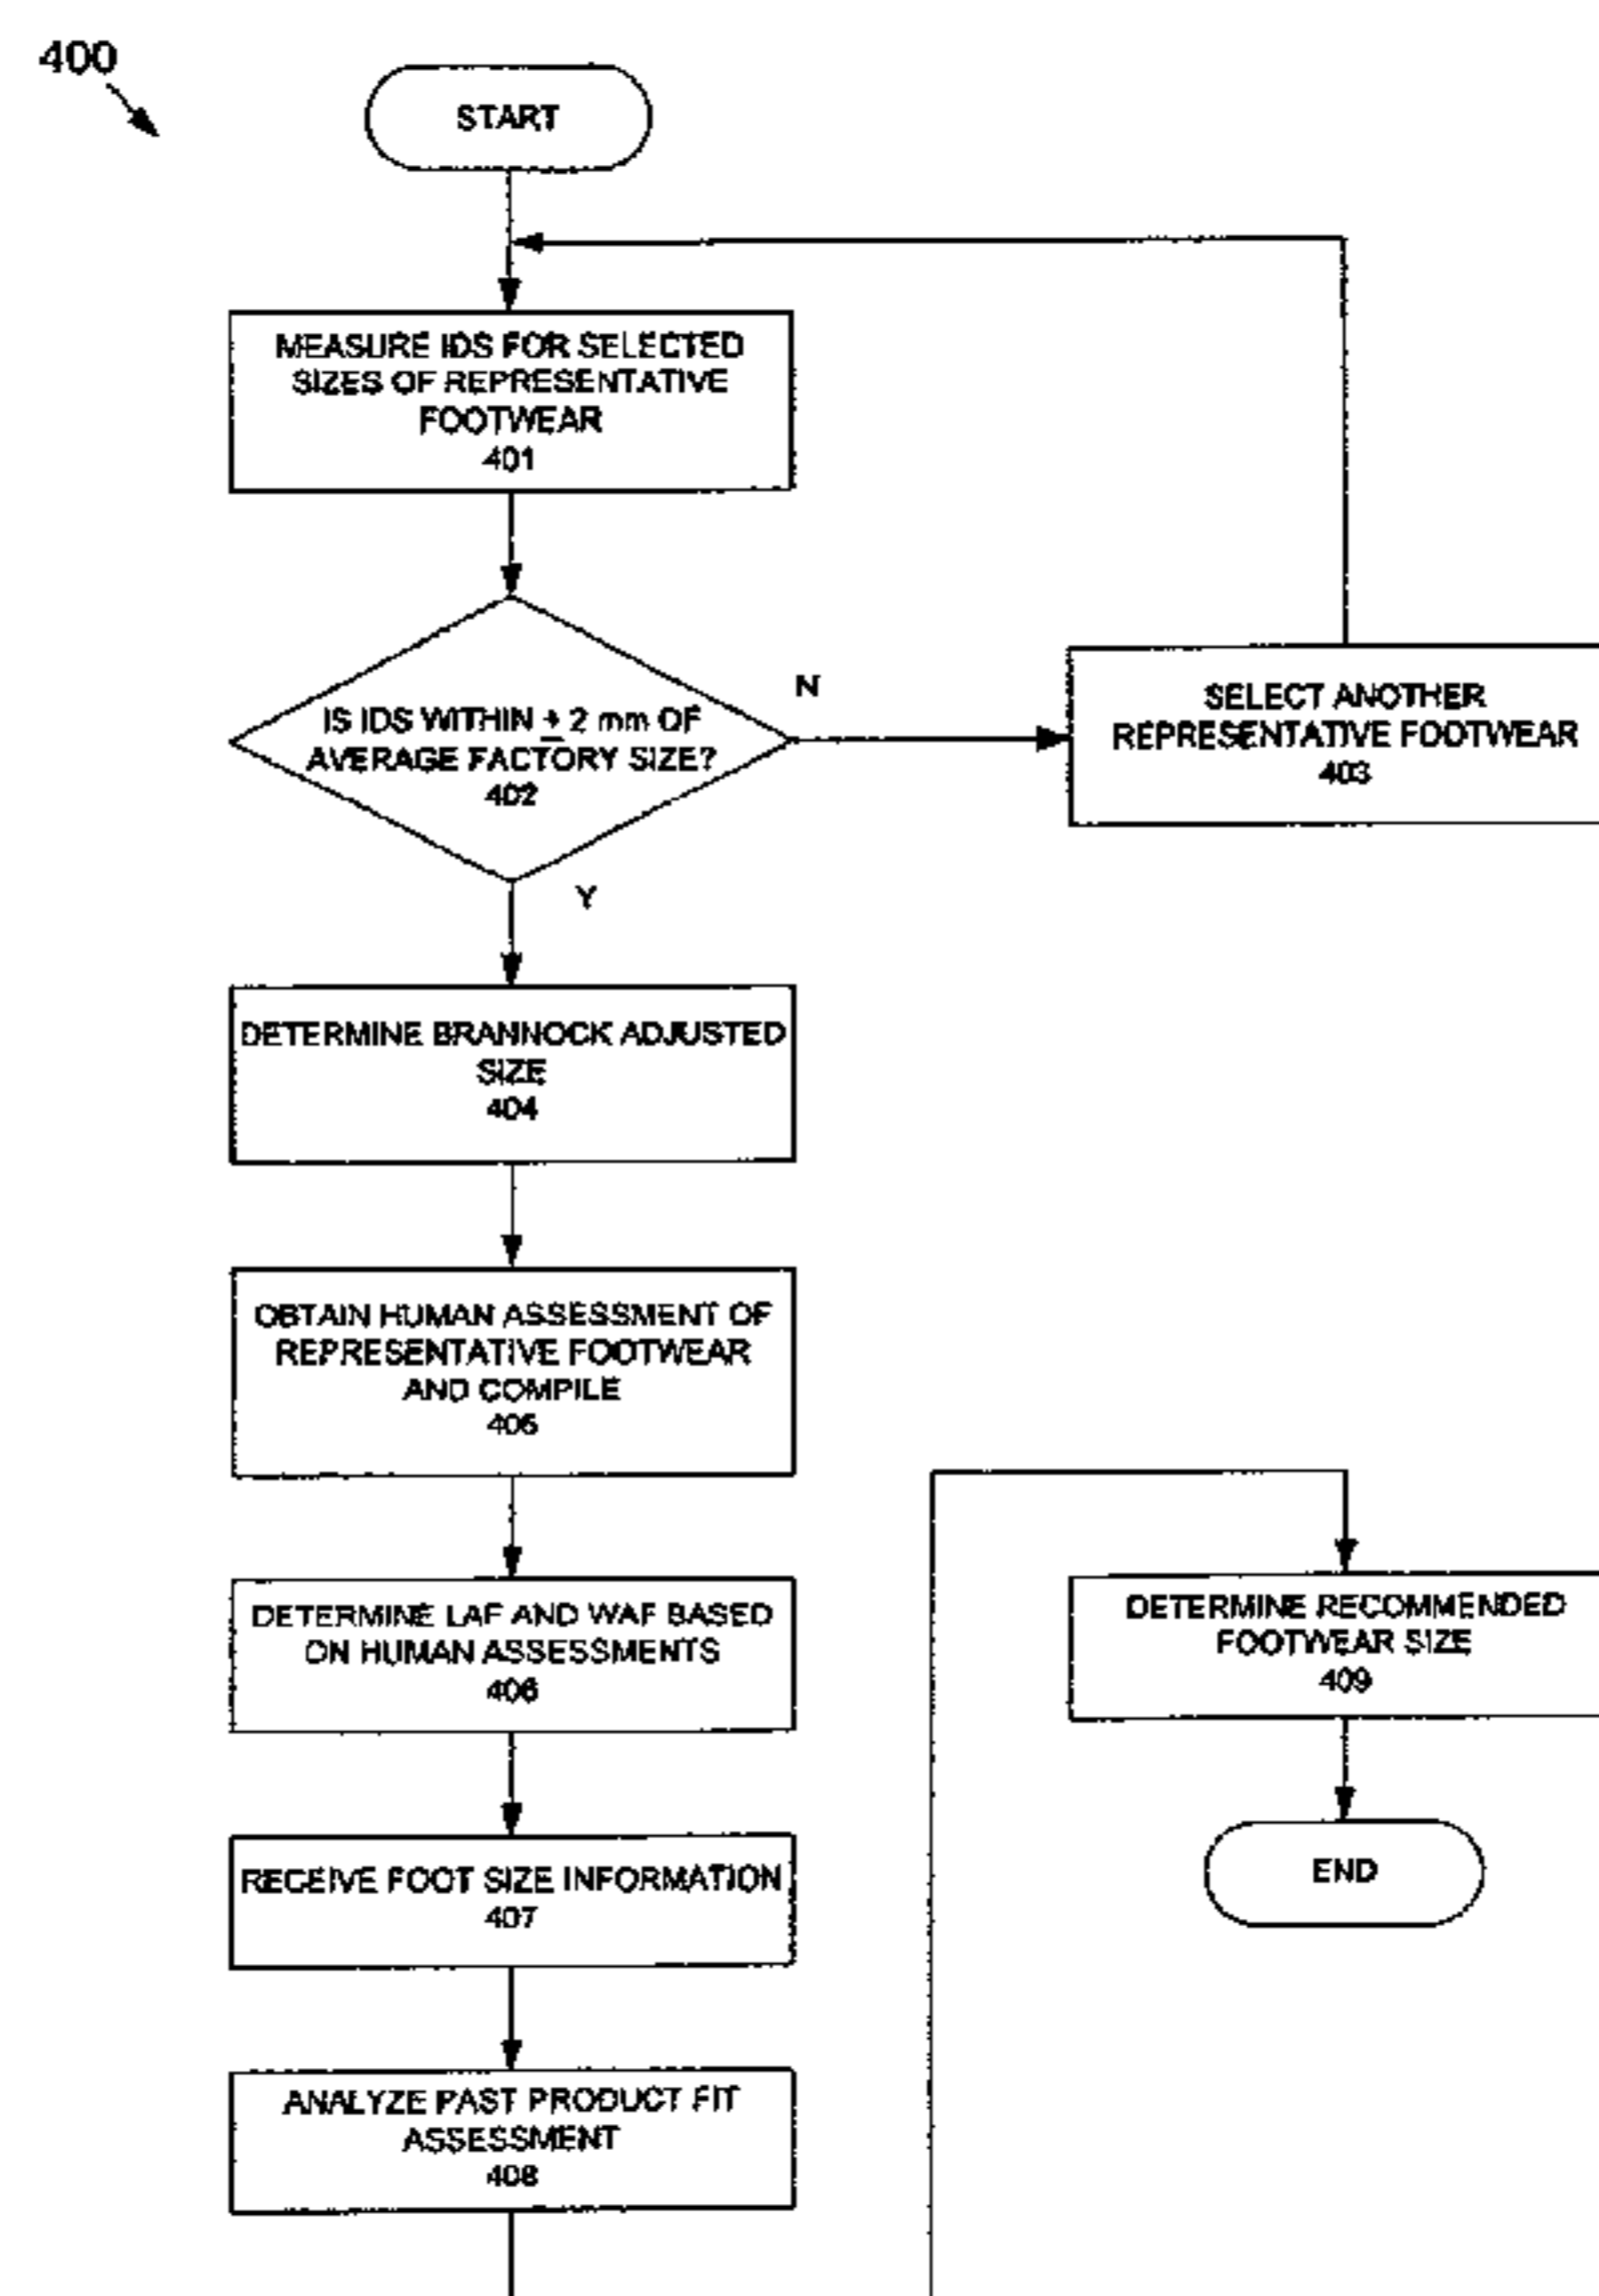 400
START
MEASURE IDS FOR SELECTED
SIZES OF REPRESENTATIVE
FOOTWEAR
401
IS IDS WITHIN ± 2 mm OF
AVERAGE FACTORY SIZE?
402
N
SELECT ANOTHER
REPRESENTATIVE FOOTWEAR
403
Y
DETERMINE BRANNOCK ADJUSTED
SIZE
404
OBTAIN HUMAN ASSESSMENT OF
REPRESENTATIVE FOOTWEAR
AND COMPILE
405
DETERMINE LAF AND WAF BASED
ON HUMAN ASSESSMENTS
406
RECEIVE FOOT SIZE INFORMATION
407
ANALYZE PAST PRODUCT FIT
ASSESSMENT
408
DETERMINE RECOMMENDED
FOOTWEAR SIZE
409
END